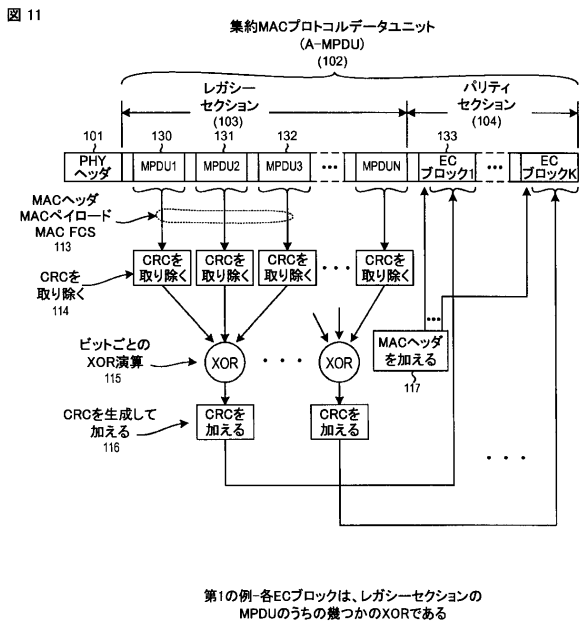 図 11
集約MACプロトコルデータユニット
(A-MPDU)
(102)
レガシー
セクション
(103)
パリティ
セクション
(104)
101
130
131
132
133
PHY
ヘッダ
MPDU1
MPDU2
MPDU3
MPDUN
EC
ブロック1
EC
ブロックK
MACヘッダ
MACペイロード
MAC FCS
113
CRCを
取り除く
114
CRCを
取り除く
CRCを
取り除く
CRCを
取り除く
CRCを
取り除く
ビットごとの
XOR演算
115
XOR
XOR
MACヘッダ
を加える
117
CRCを生成して
加える
116
CRCを
加える
CRCを
加える
第1の例-各ECブロックは、レガシーセクションの
MPDUのうちの幾つかのXORである